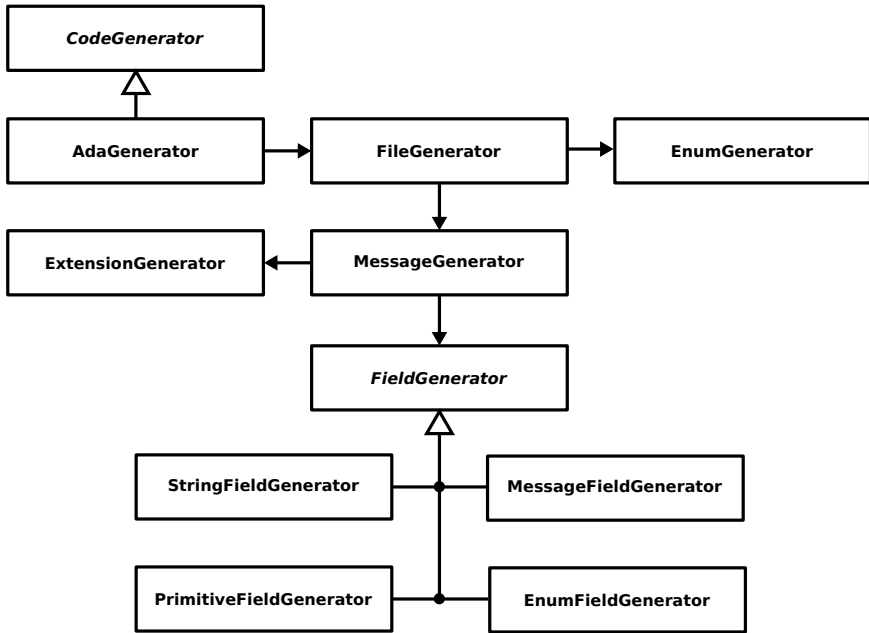 CodeGenerator
AdaGenerator
FileGenerator
EnumGenerator
ExtensionGenerator
MessageGenerator
FieldGenerator
StringFieldGenerator
MessageFieldGenerator
PrimitiveFieldGenerator
EnumFieldGenerator